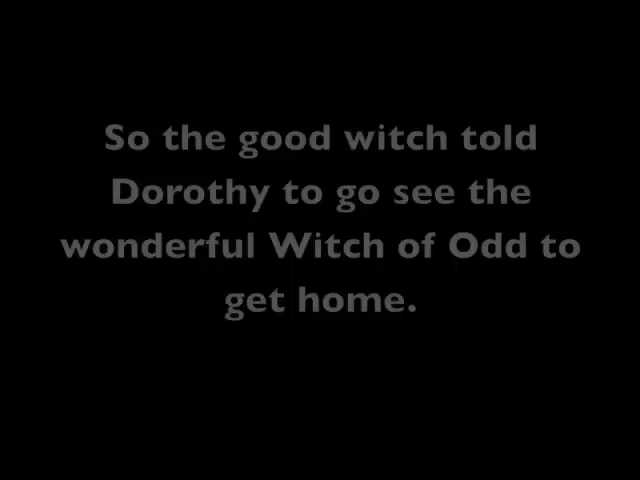 So the good witch told
Dorothy to go see the
wonderful Witch of Odd to
get home.